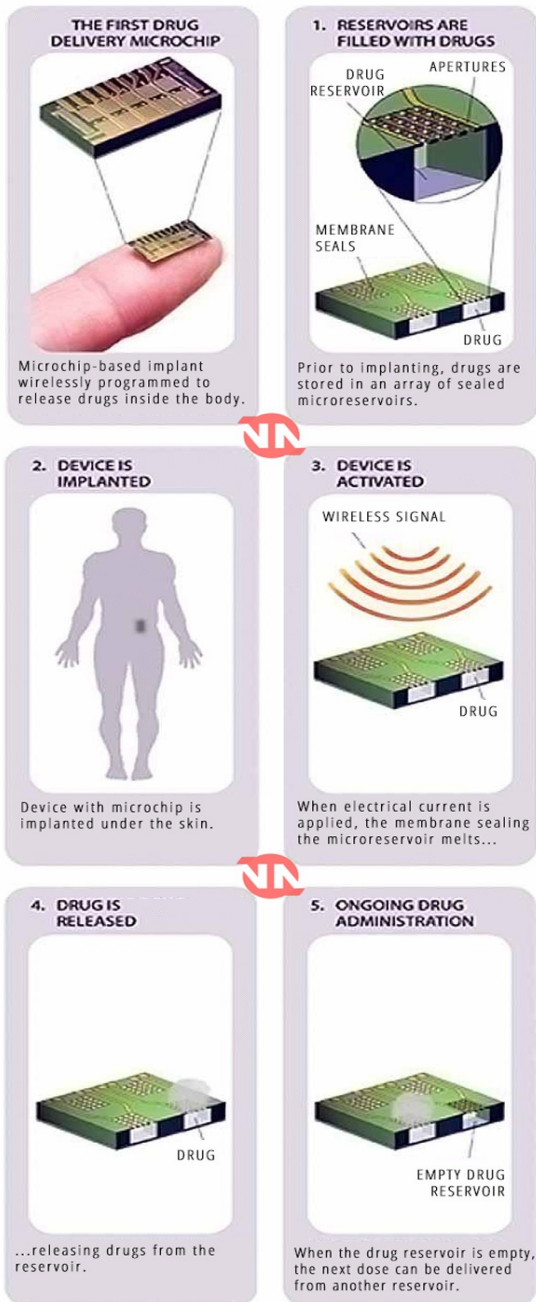 THE FIRST DRUG
DELIVERY MICROCHIP
Microchip-based implant
wirelessly programmed to
release drugs inside the body.
1. RESERVOIRS ARE
FILLED WITH DRUGS
DRUG
RESERVOIR
APERTURES
MEMBRANE
SEALS
DRUG
Prior to implanting, drugs are
stored in an array of sealed
microreservoirs.
2. DEVICE IS
IMPLANTED
Device with microchip is
implanted under the skin.
3. DEVICE IS
ACTIVATED
WIRELESS SIGNAL
DRUG
When electrical current is
applied, the membrane sealing
the microreservoir melts...
4. DRUG IS
RELEASED
DRUG
...releasing drugs from the
reservoir.
5. ONGOING DRUG
ADMINISTRATION
EMPTY DRUG
RESERVOIR
When the drug reservoir is empty,
the next dose can be delivered
from another reservoir.